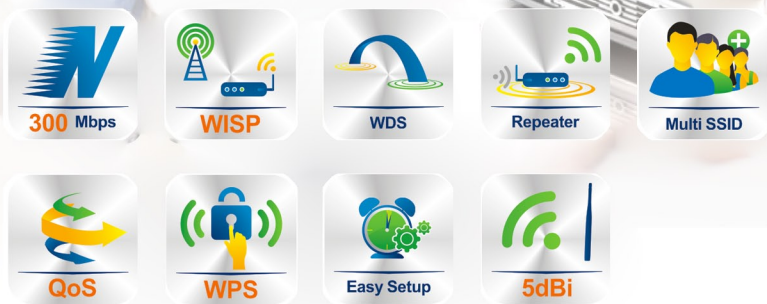 N
300 Mbps
WISP
WDS
Repeater
Multi SSID
QoS
WPS
Easy Setup
5dBi